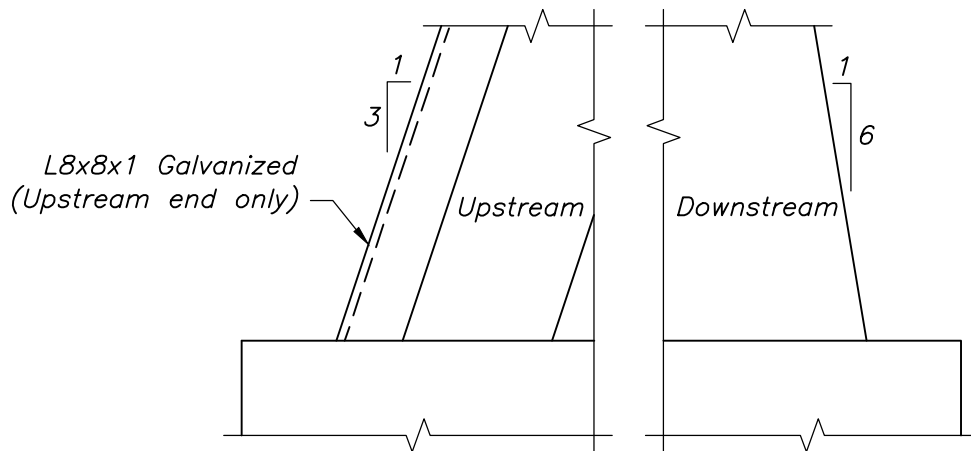 1
3
1
6
L8x8x1 Galvanized
(Upstream end only)
Upstream
Downstream